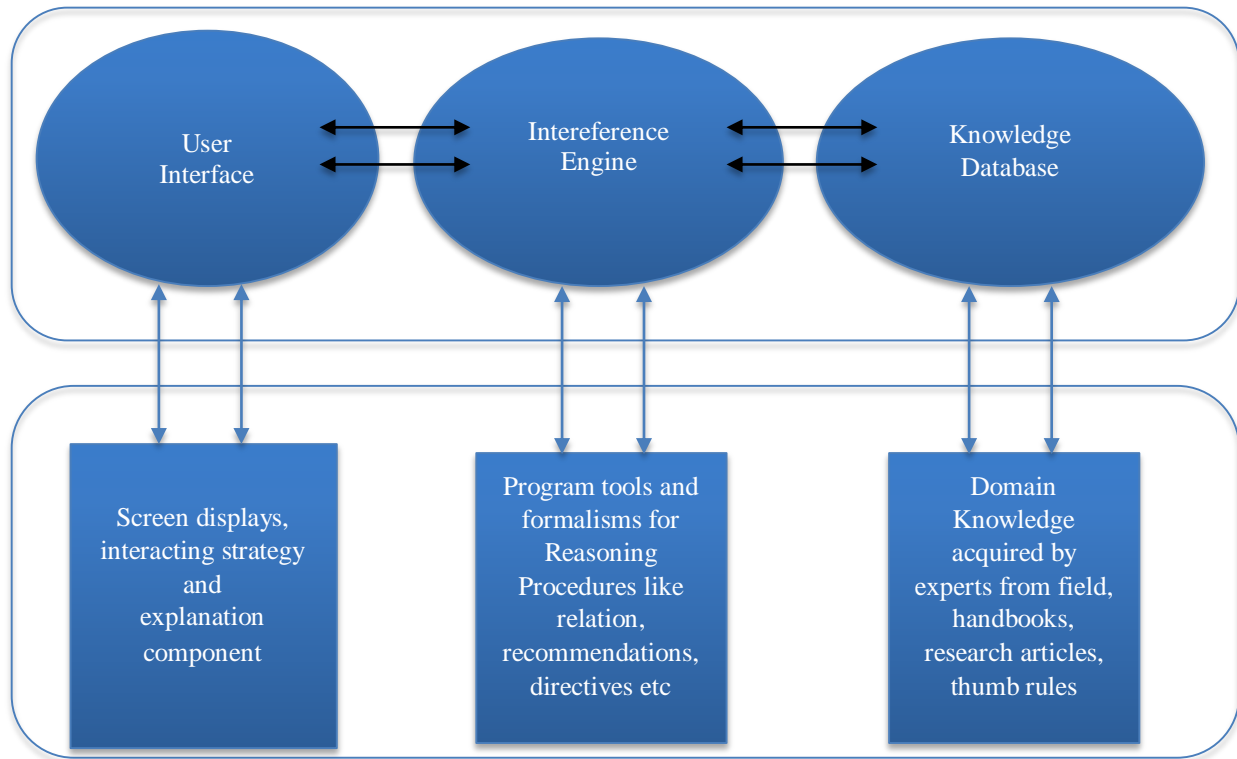 User
Interface
Intereference
Engine
Knowledge
Database
Screen displays,
interacting strategy
and
explanation
component
Program tools and
formalisms for
Reasoning
Procedures like
relation,
recommendations,
directives etc
Domain
Knowledge
acquired by
experts from field,
handbooks,
research articles,
thumb rules